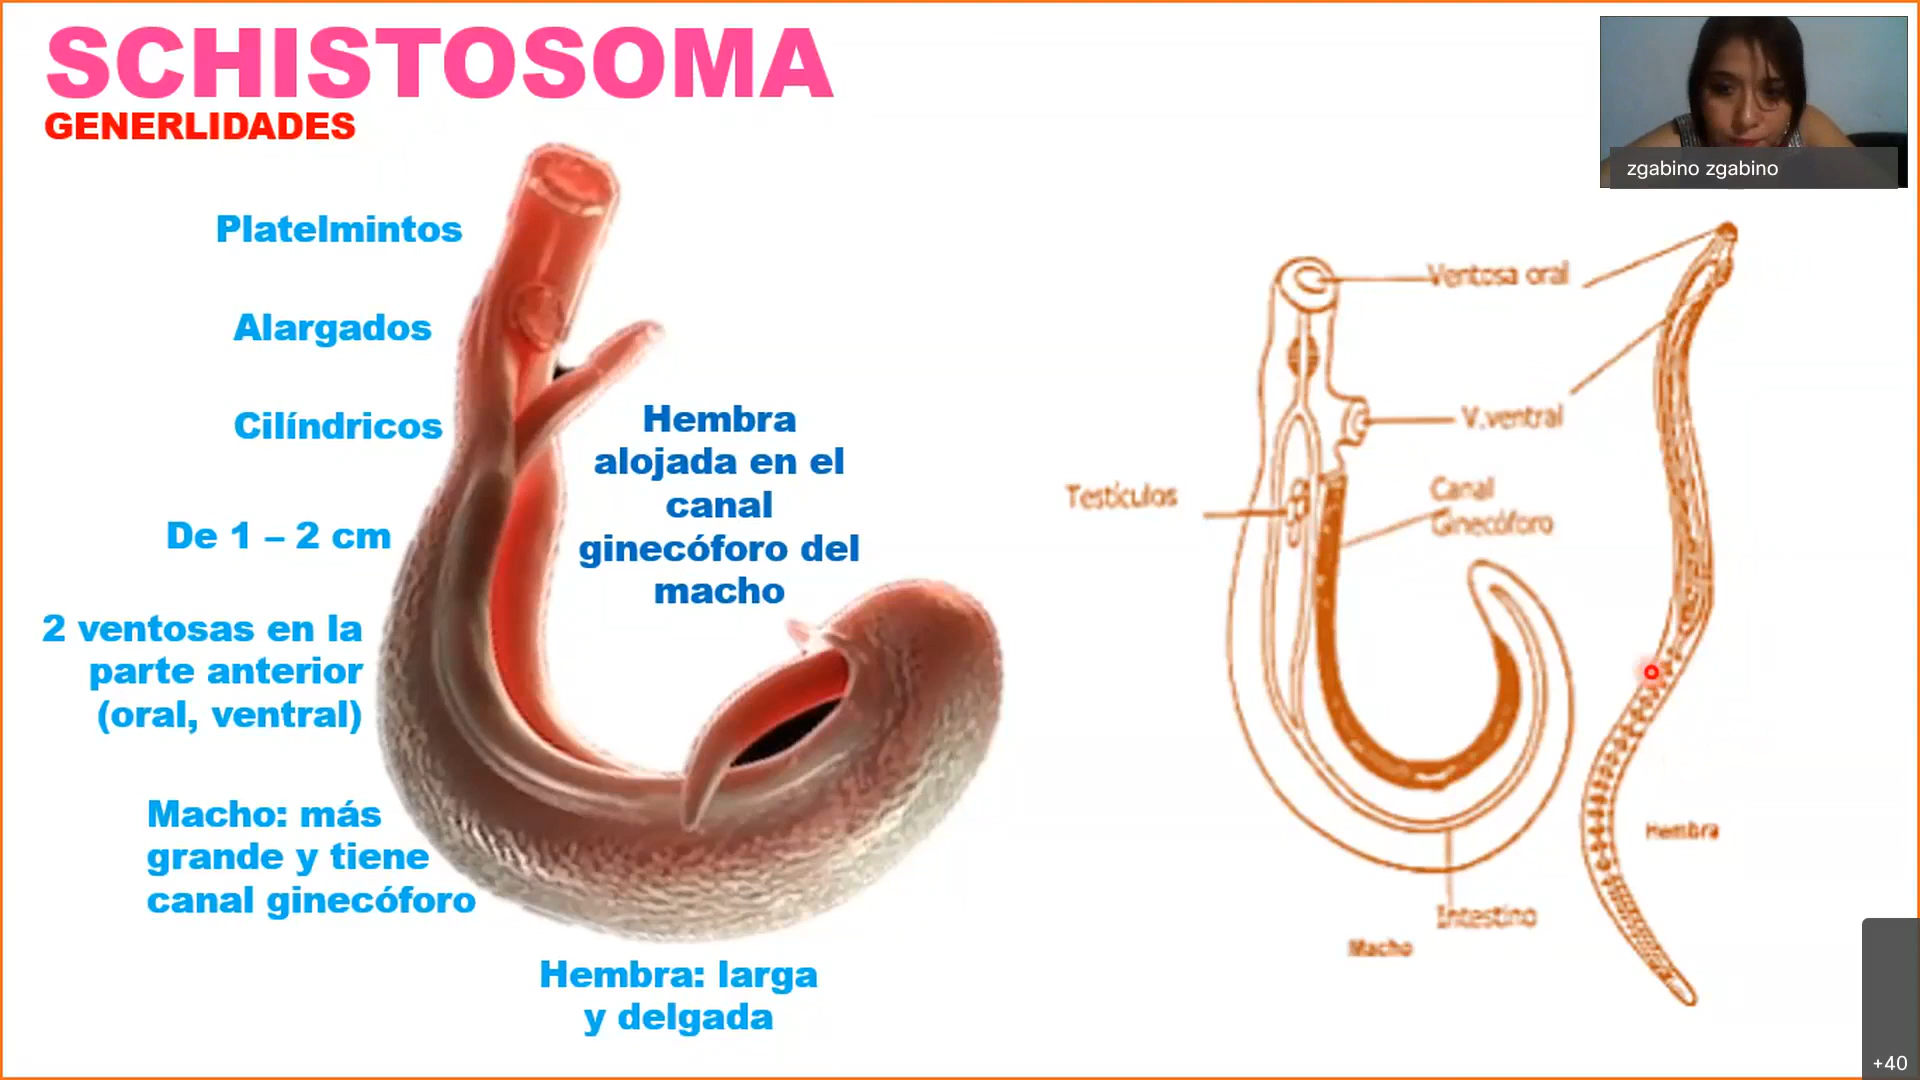 SCHISTOSOMA
GENERLIDADES
zgabino zgabino
Platelmintos
Alargados
Cilíndricos
De 1 – 2 cm
2 ventosas en la
parte anterior
(oral, ventral)
Macho: más
grande y tiene
canal ginecóforo
Hembra
alojada en el
canal
ginecóforo del
macho
Hembra: larga
y delgada
Ventosa oral
V.ventral
Testículos
Canal
Ginecóforo
Hembra
Intestino
Macho
+40